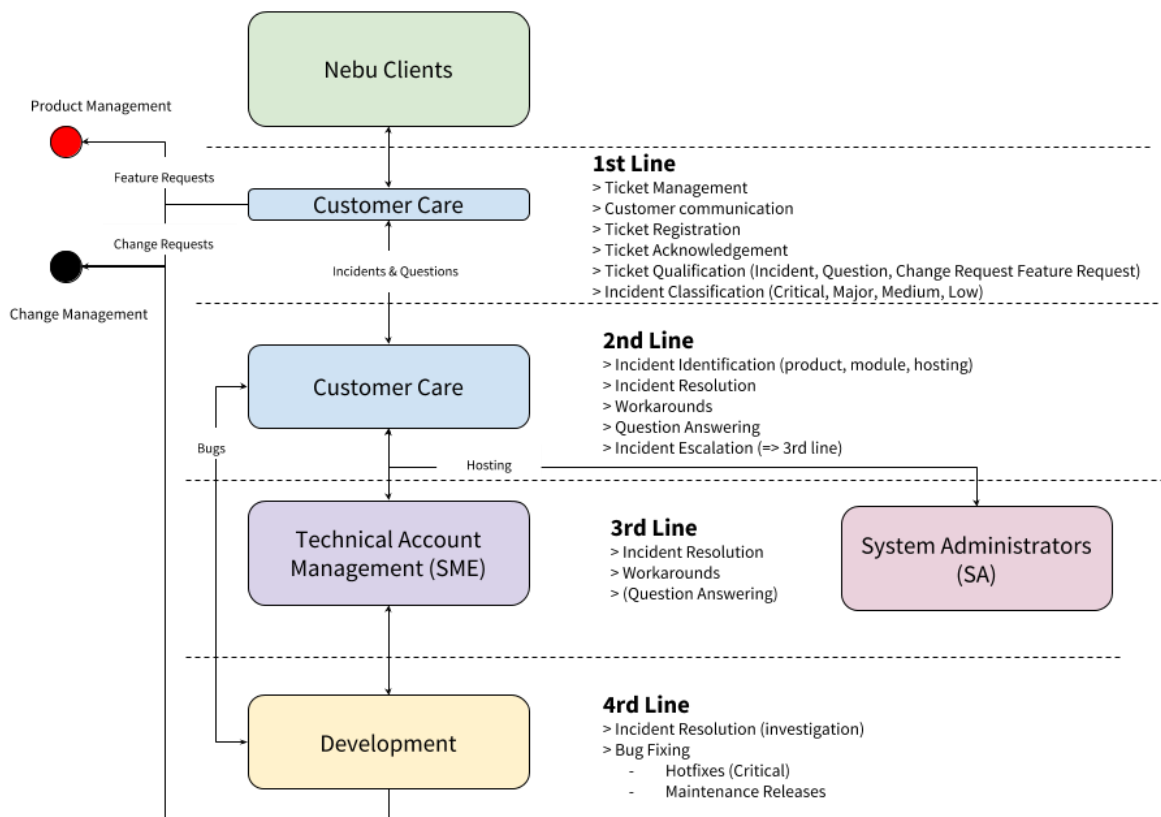 Nebu Clients
Product Management
Feature Requests
Customer Care
Change Requests
Change Management
Incidents & Questions
1st Line
> Ticket Management
> Customer communication
> Ticket Registration
> Ticket Acknowledgement
> Ticket Qualification (Incident, Question, Change Request Feature Request)
> Incident Classification (Critical, Major, Medium, Low)
Customer Care
2nd Line
> Incident Identification (product, module, hosting)
> Incident Resolution
> Workarounds
> Question Answering
> Incident Escalation (=> 3rd line)
Bugs
Hosting
Technical Account
Management (SME)
3rd Line
> Incident Resolution
> Workarounds
> (Question Answering)
System Administrators
(SA)
Development
4rd Line
> Incident Resolution (investigation)
> Bug Fixing
- Hotfixes (Critical)
- Maintenance Releases